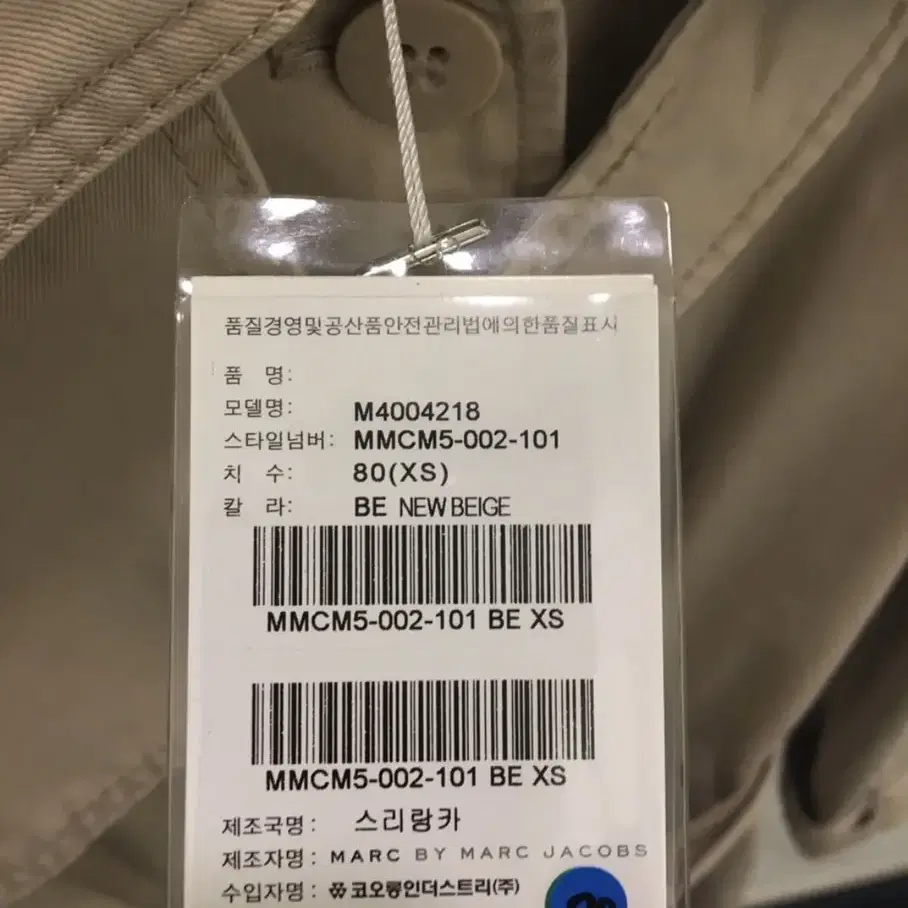 품질경영및공산품안전관리법에의한품질표시
품 명:
모델명: M4004218
스타일넘버: MMCM5-002-101
치 수: 80(XS)
칼 라: BE NEW BEIGE
MMCM5-002-101 BE XS
MMCM5-002-101 BE XS
제조국명: 스리랑카
제조자명: MARC BY MARC JACOBS
수입자명: 코오롱인더스트리(주)